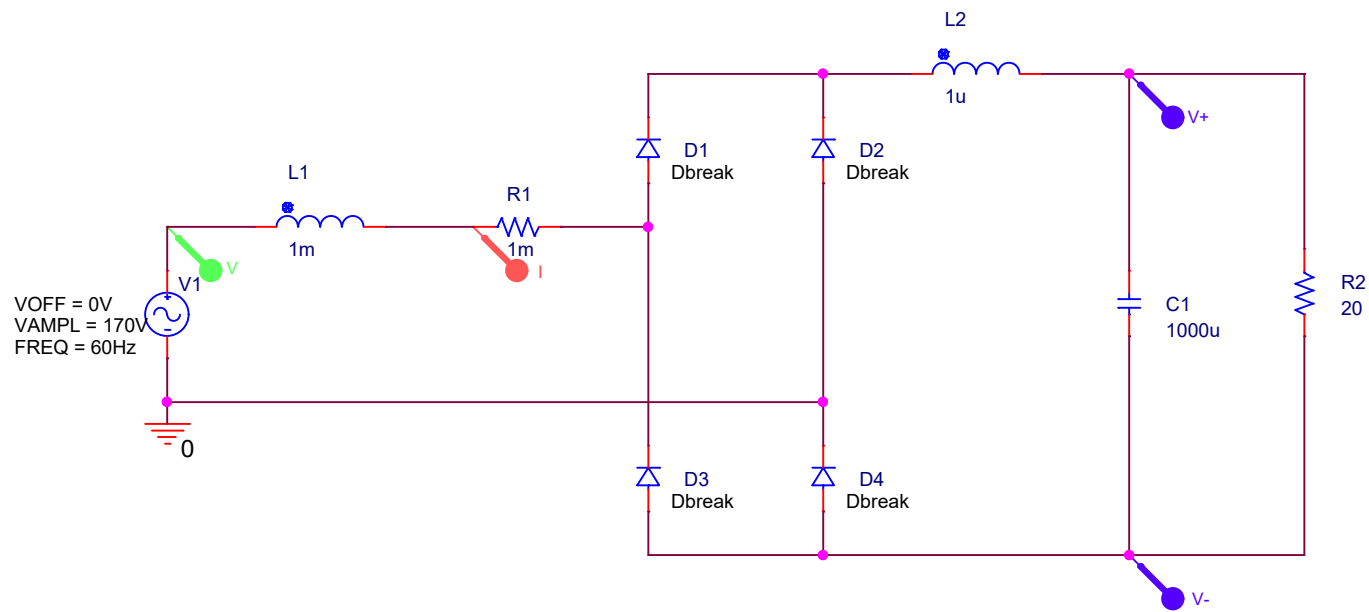 L2
1u
V+
D1
Dbreak
D2
Dbreak
L1
1m
R1
1m
V
I
V1
VOFF = 0V
VAMPL = 170V
FREQ = 60Hz
C1
1000u
R2
20
0
D3
Dbreak
D4
Dbreak
V-